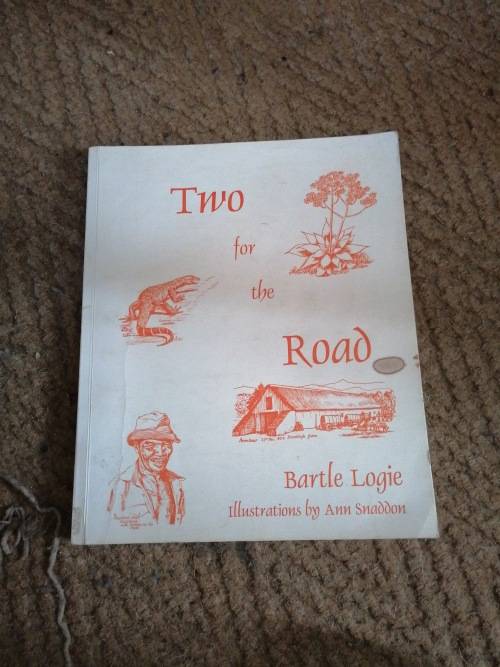 Two
for
the
Road
Bartle Logie
Illustrations by Ann Snaddon